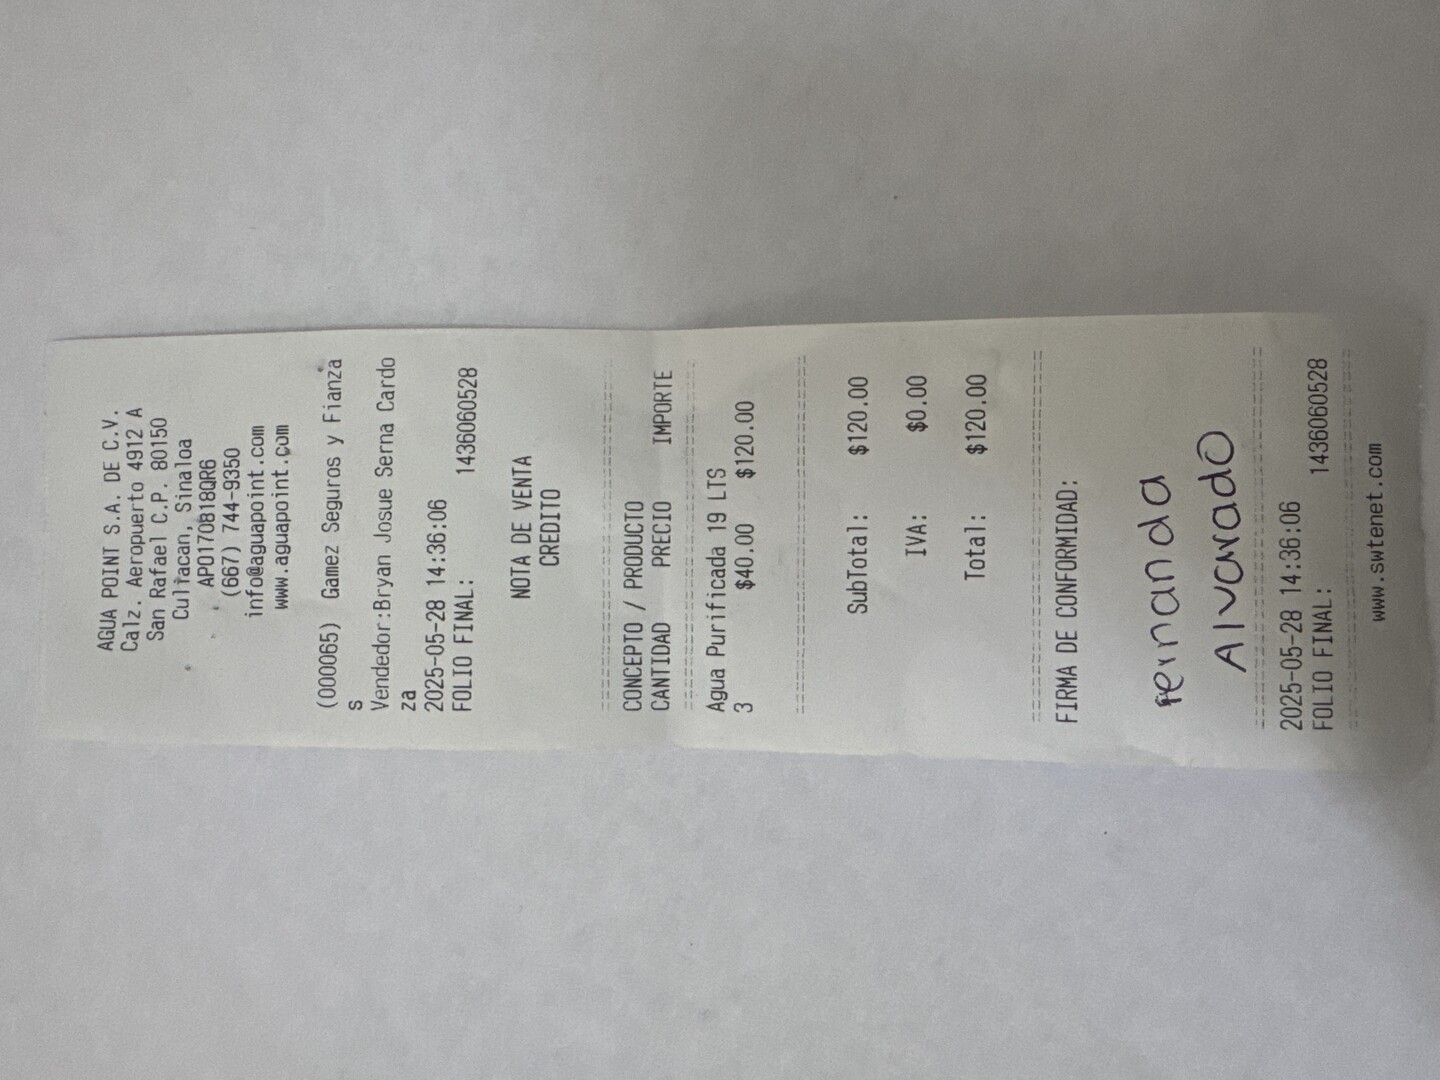 AGUA POINT S.A. DE C.V.
Calz. Aeropuerto 4912 A
San Rafael C.P. 80150
Culiacan, Sinaloa
APO170818QR6
(667) 744-9350
info@aguapoint.com
www.aguapoint.com
(000065) Gamez Seguros y Fianza
s
Vendedor:Bryan Josue Serna Cardo
za
2025-05-28 14:36:06
FOLIO FINAL: 1436060528
NOTA DE VENTA
CREDITO
CONCEPTO / PRODUCTO
CANTIDAD PRECIO IMPORTE
Agua Purificada 19 LTS
3 $40.00 $120.00
SubTotal: $120.00
IVA: $0.00
Total: $120.00
FIRMA DE CONFORMIDAD:
Fernanda
Alvarado
2025-05-28 14:36:06
FOLIO FINAL: 1436060528
www.swtenet.com